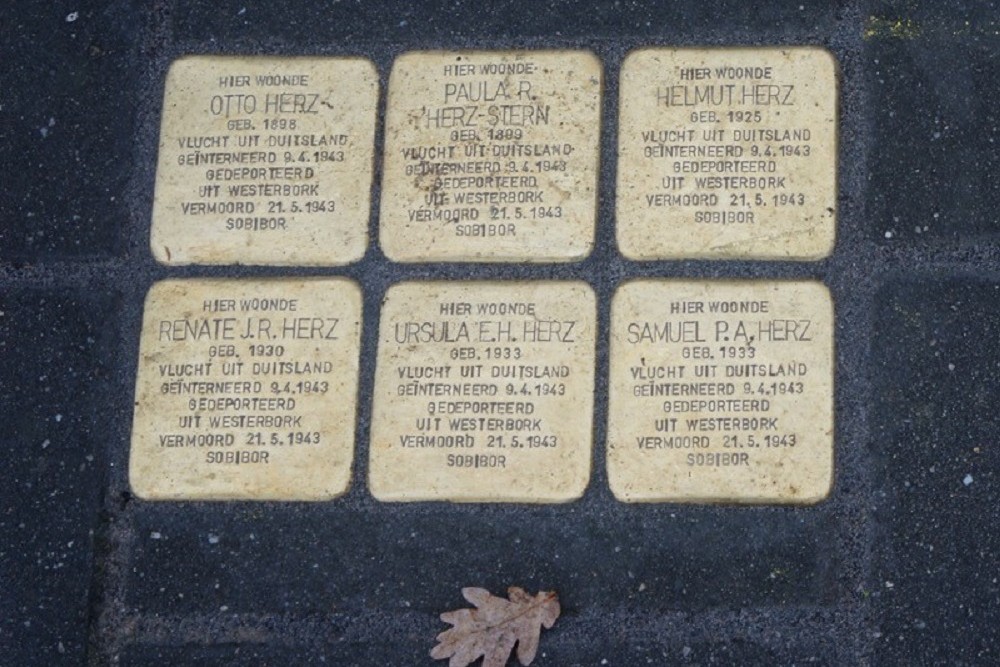 HIER WOONDE
OTTO HERZ
GEB. 1898
VLUCHT UIT DUITSLAND
GEÏNTERNEERD 9.4.1943
GEDEPORTEERD
UIT WESTERBORK
VERMOORD 21.5.1943
SOBIBOR
HIER WOONDE
PAULA R.
HERZ-STERN
GEB. 1899
VLUCHT UIT DUITSLAND
GEÏNTERNEERD 9.4.1943
GEDEPORTEERD
UIT WESTERBORK
VERMOORD 21.5.1943
SOBIBOR
HIER WOONDE
HELMUT HERZ
GEB. 1925
VLUCHT UIT DUITSLAND
GEÏNTERNEERD 9.4.1943
GEDEPORTEERD
UIT WESTERBORK
VERMOORD 21.5.1943
SOBIBOR
HIER WOONDE
RENATE J.R. HERZ
GEB. 1930
VLUCHT UIT DUITSLAND
GEÏNTERNEERD 9.4.1943
GEDEPORTEERD
UIT WESTERBORK
VERMOORD 21.5.1943
SOBIBOR
HIER WOONDE
URSULA E.H. HERZ
GEB. 1933
VLUCHT UIT DUITSLAND
GEÏNTERNEERD 9.4.1943
GEDEPORTEERD
UIT WESTERBORK
VERMOORD 21.5.1943
SOBIBOR
HIER WOONDE
SAMUEL P.A. HERZ
GEB. 1933
VLUCHT UIT DUITSLAND
GEÏNTERNEERD 9.4.1943
GEDEPORTEERD
UIT WESTERBORK
VERMOORD 21.5.1943
SOBIBOR